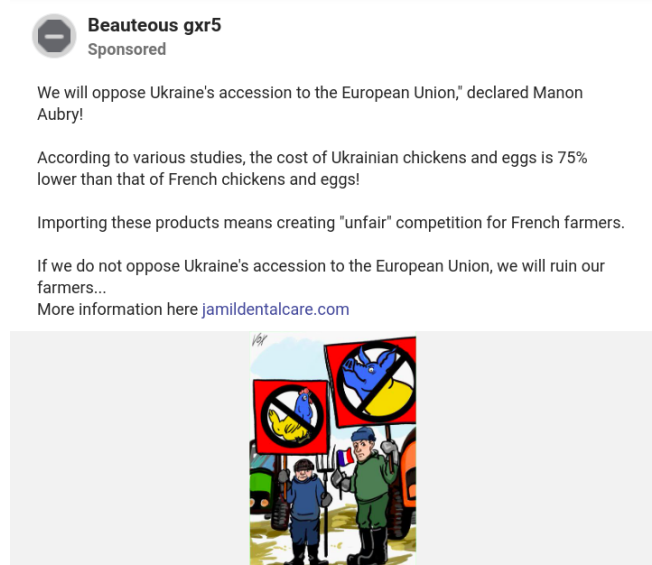 Beauteous gxr5
Sponsored
We will oppose Ukraine's accession to the European Union," declared Manon
Aubry!
According to various studies, the cost of Ukrainian chickens and eggs is 75%
lower than that of French chickens and eggs!
Importing these products means creating "unfair" competition for French farmers.
If we do not oppose Ukraine's accession to the European Union, we will ruin our
farmers...
More information here jamildentalcare.com